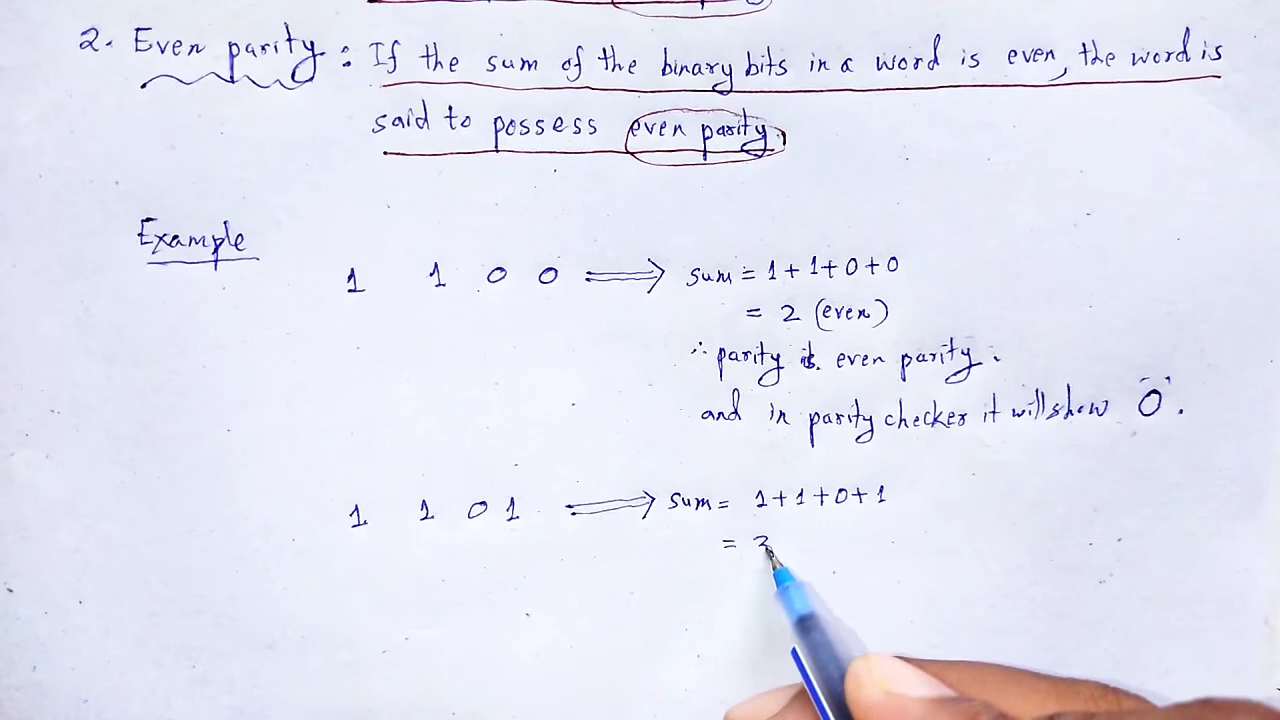 2. Even parity : If the sum of the binary bits in a word is even, the word is
said to possess even parity.
Example
1 1 0 0 ⟹ sum = 1+1+0+0
= 2 (even)
∴ parity is even parity.
and in parity checker it will show '0'.
1 1 0 1 ⟹ sum = 1+1+0+1
= 3